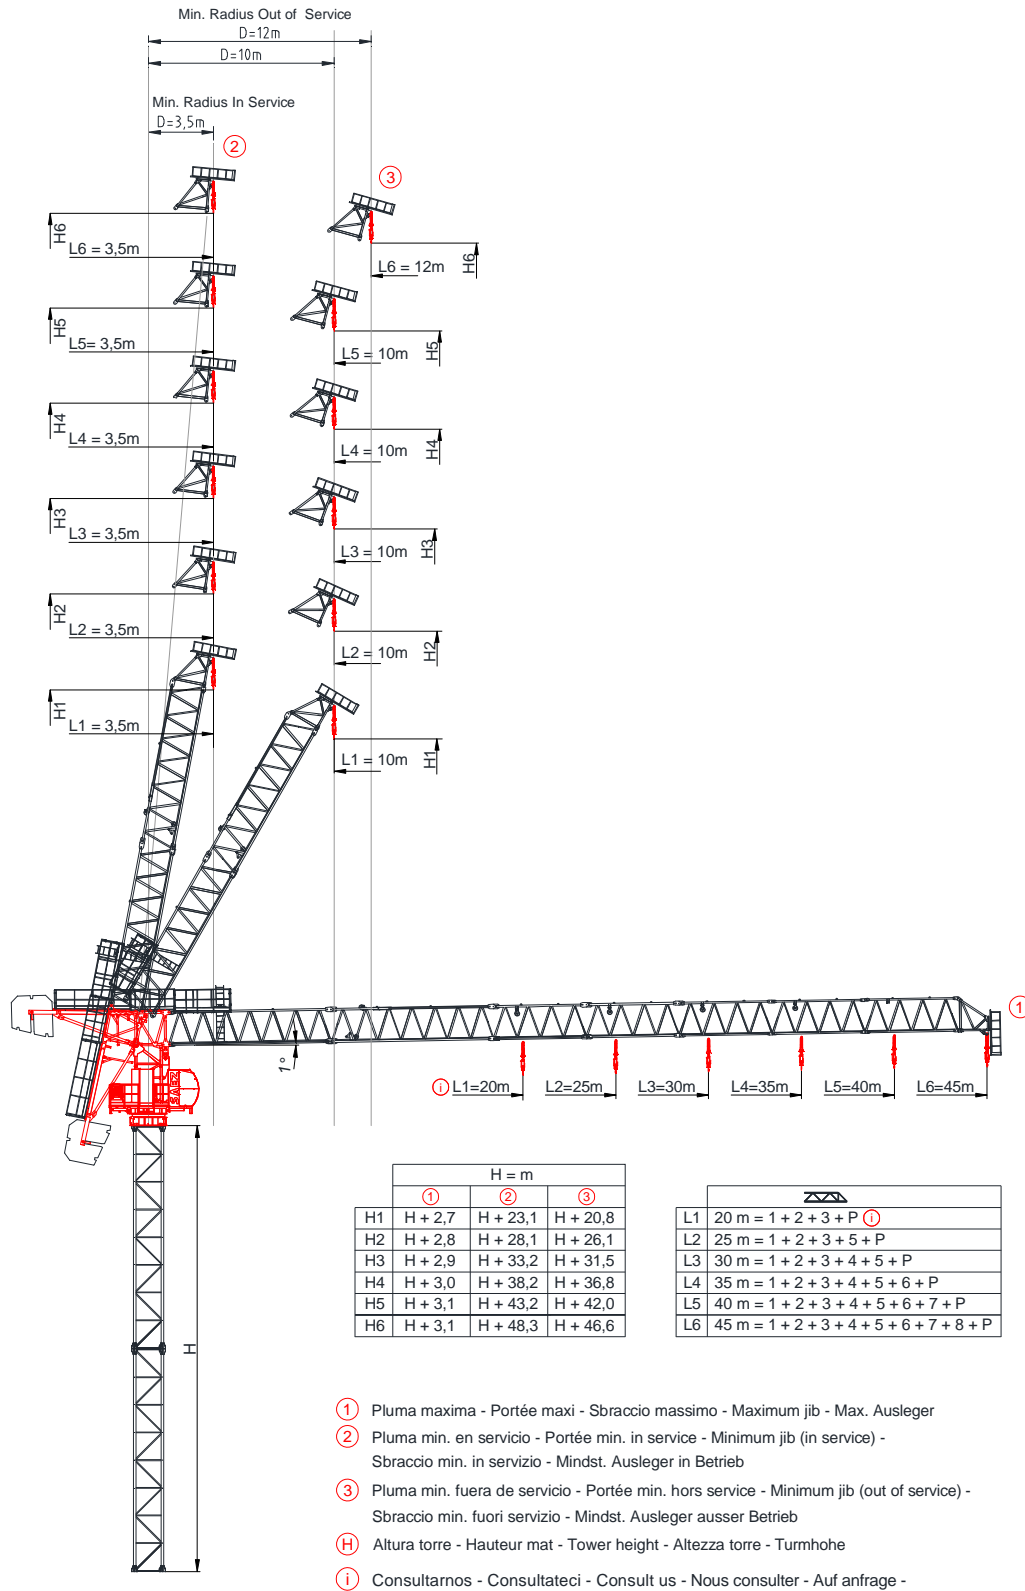 Min. Radius Out of Service
D=12m
D=10m
Min. Radius In Service
D=3,5m
2
3
H6
L6 = 3,5m
H6
L6 = 12m
H5
L5= 3,5m
H5
L5 = 10m
H4
L4 = 3,5m
H4
L4 = 10m
H3
L3 = 3,5m
H3
L3 = 10m
H2
L2 = 3,5m
H2
L2 = 10m
H1
L1 = 3,5m
H1
L1 = 10m
1
1°
SAEZ
i L1=20m L2=25m L3=30m L4=35m L5=40m L6=45m
H
H = m
1 2 3
H1 H + 2,7 H + 23,1 H + 20,8
H2 H + 2,8 H + 28,1 H + 26,1
H3 H + 2,9 H + 33,2 H + 31,5
H4 H + 3,0 H + 38,2 H + 36,8
H5 H + 3,1 H + 43,2 H + 42,0
H6 H + 3,1 H + 48,3 H + 46,6
L1 20 m = 1 + 2 + 3 + P i
L2 25 m = 1 + 2 + 3 + 5 + P
L3 30 m = 1 + 2 + 3 + 4 + 5 + P
L4 35 m = 1 + 2 + 3 + 4 + 5 + 6 + P
L5 40 m = 1 + 2 + 3 + 4 + 5 + 6 + 7 + P
L6 45 m = 1 + 2 + 3 + 4 + 5 + 6 + 7 + 8 + P
1 Pluma maxima - Portée maxi - Sbraccio massimo - Maximum jib - Max. Ausleger
2 Pluma min. en servicio - Portée min. in service - Minimum jib (in service) -
Sbraccio min. in servizio - Mindst. Ausleger in Betrieb
3 Pluma min. fuera de servicio - Portée min. hors service - Minimum jib (out of service) -
Sbraccio min. fuori servizio - Mindst. Ausleger ausser Betrieb
H Altura torre - Hauteur mat - Tower height - Altezza torre - Turmhohe
i Consultarnos - Consultateci - Consult us - Nous consulter - Auf anfrage -